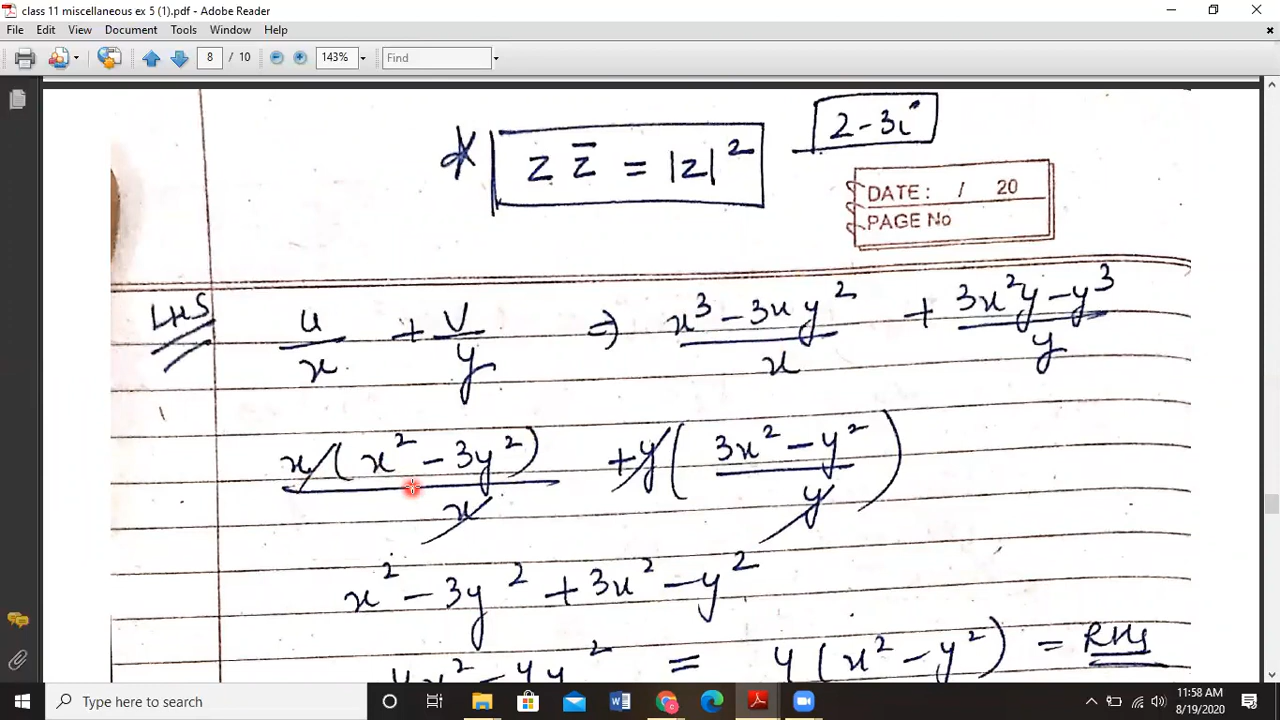 class 11 miscellaneous ex 5 (1).pdf - Adobe Reader
File Edit View Document Tools Window Help
8 / 10 143% Find
2-3i
* z z̅ = |z|²
DATE: / 20
PAGE No
LHS u/x + v/y ⇒ (x³ - 3xy²)/x + (3x²y - y³)/y
x(x² - 3y²)/x + y((3x² - y²)/y)
x² - 3y² + 3x² - y²
4x² - 4y² = 4(x² - y²) = RHS
Type here to search
11:58 AM
8/19/2020